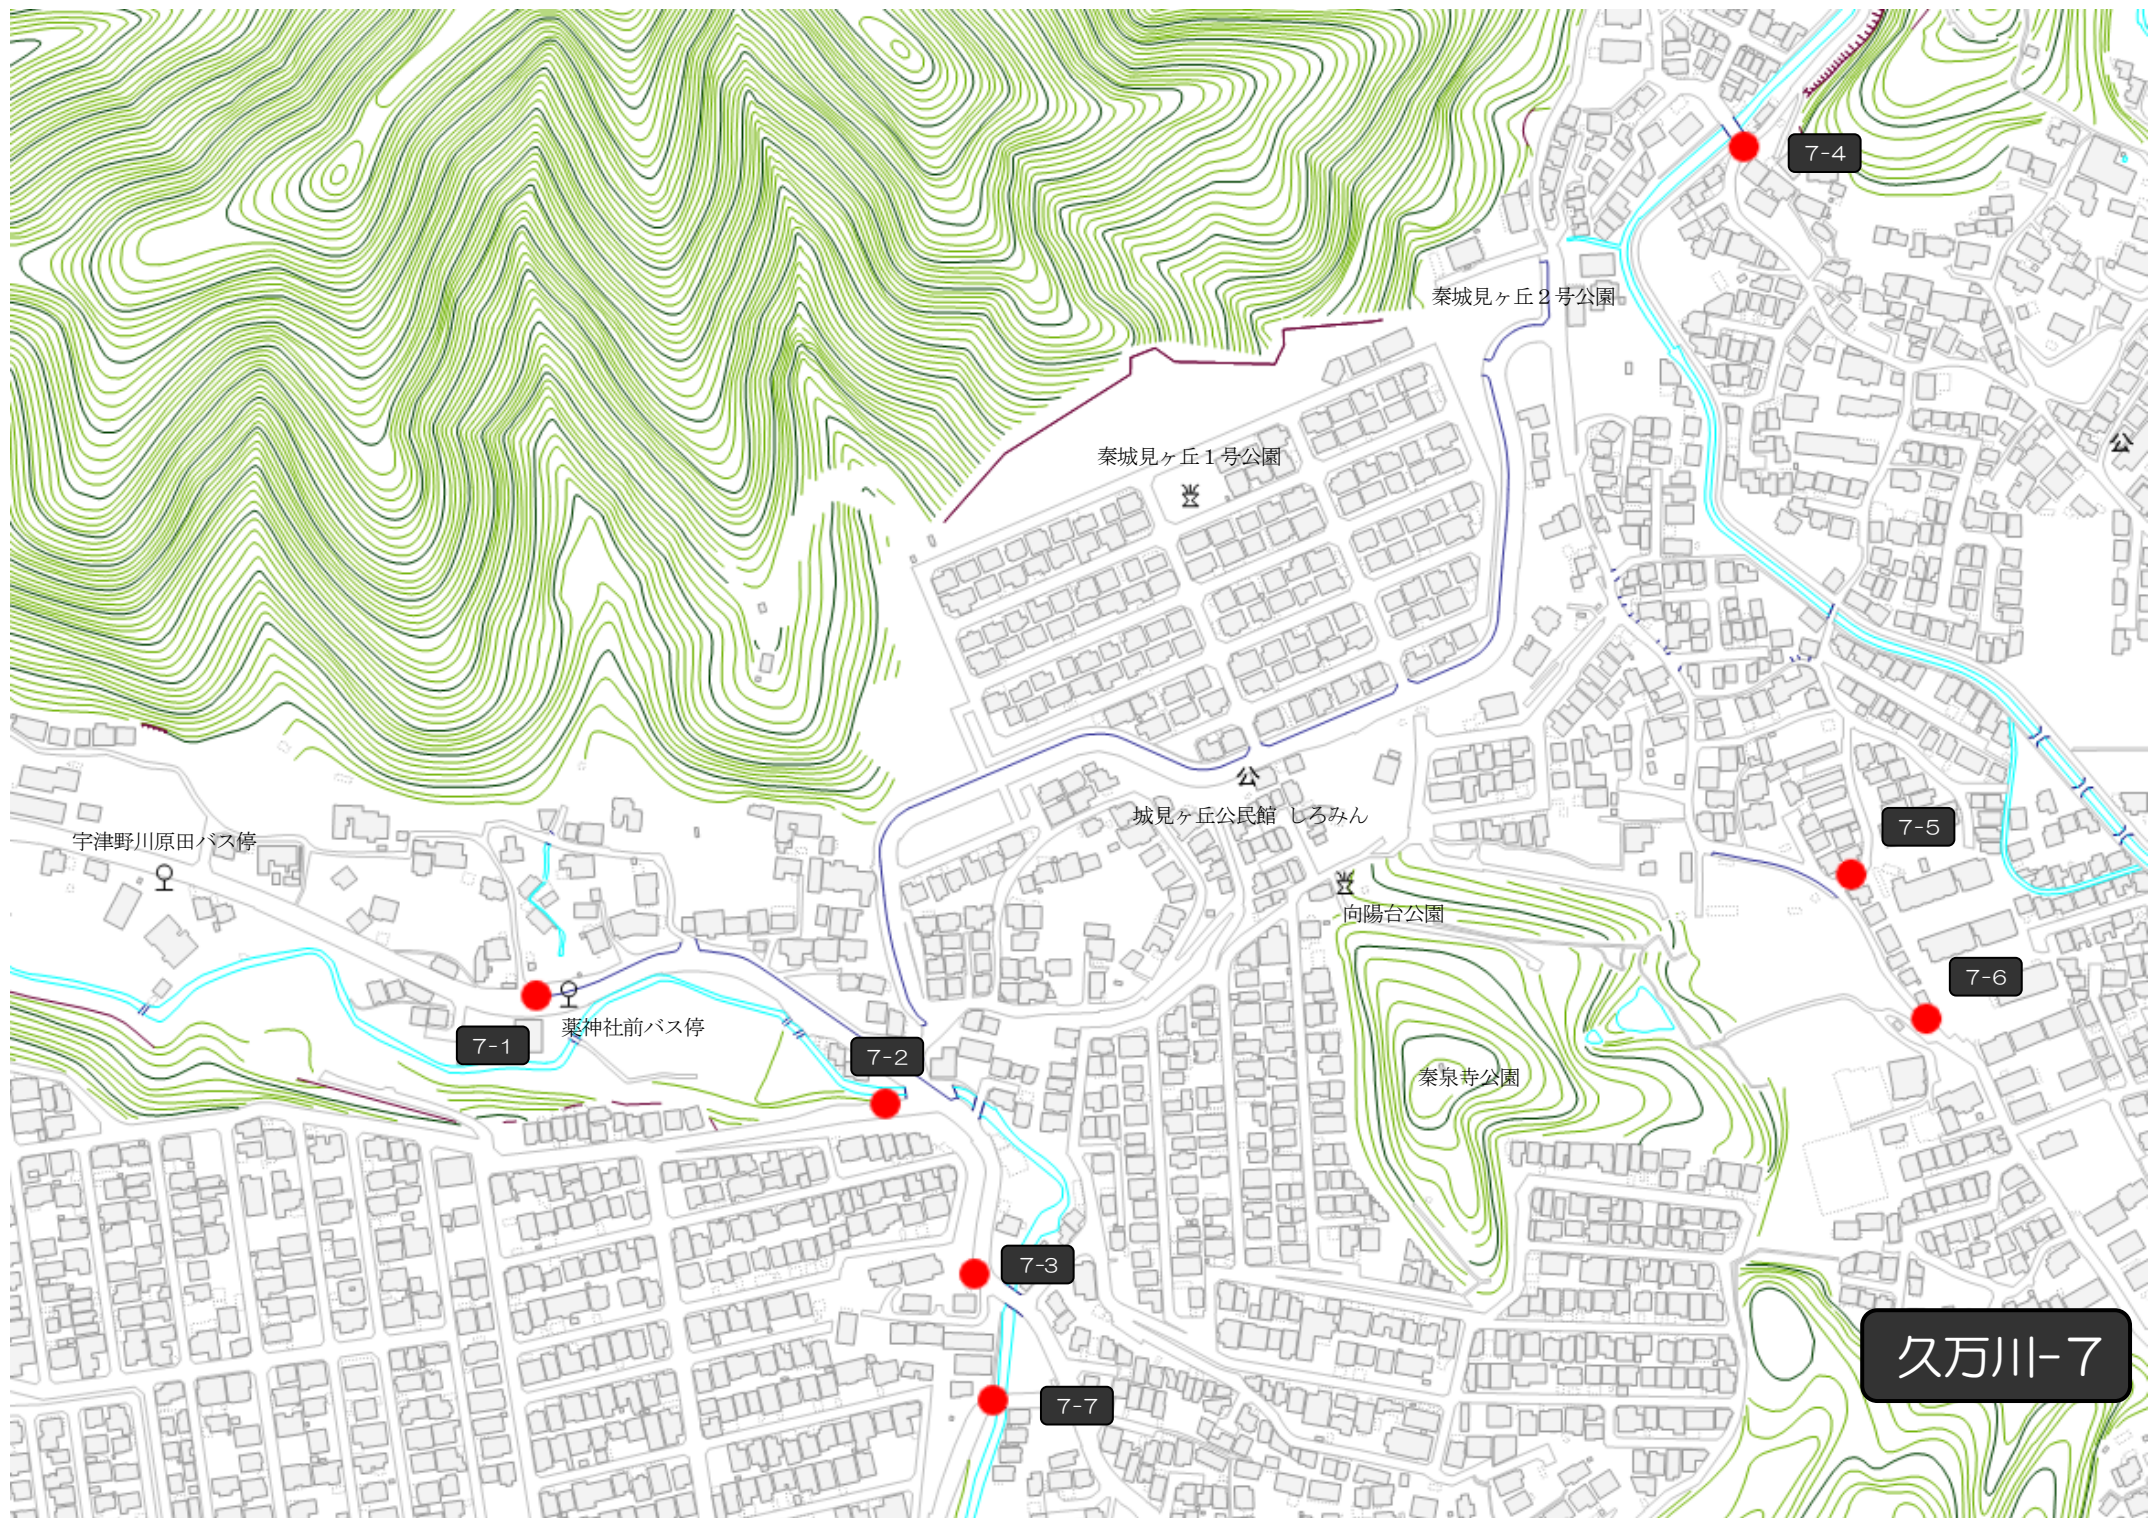 7-4
秦城見ヶ丘2号公園
秦城見ヶ丘1号公園
公
公
城見ヶ丘公民館 しろみん
7-5
宇津野川原田バス停
向陽台公園
7-6
薬神社前バス停
7-1
7-2
秦泉寺公園
7-3
久万川-7
7-7